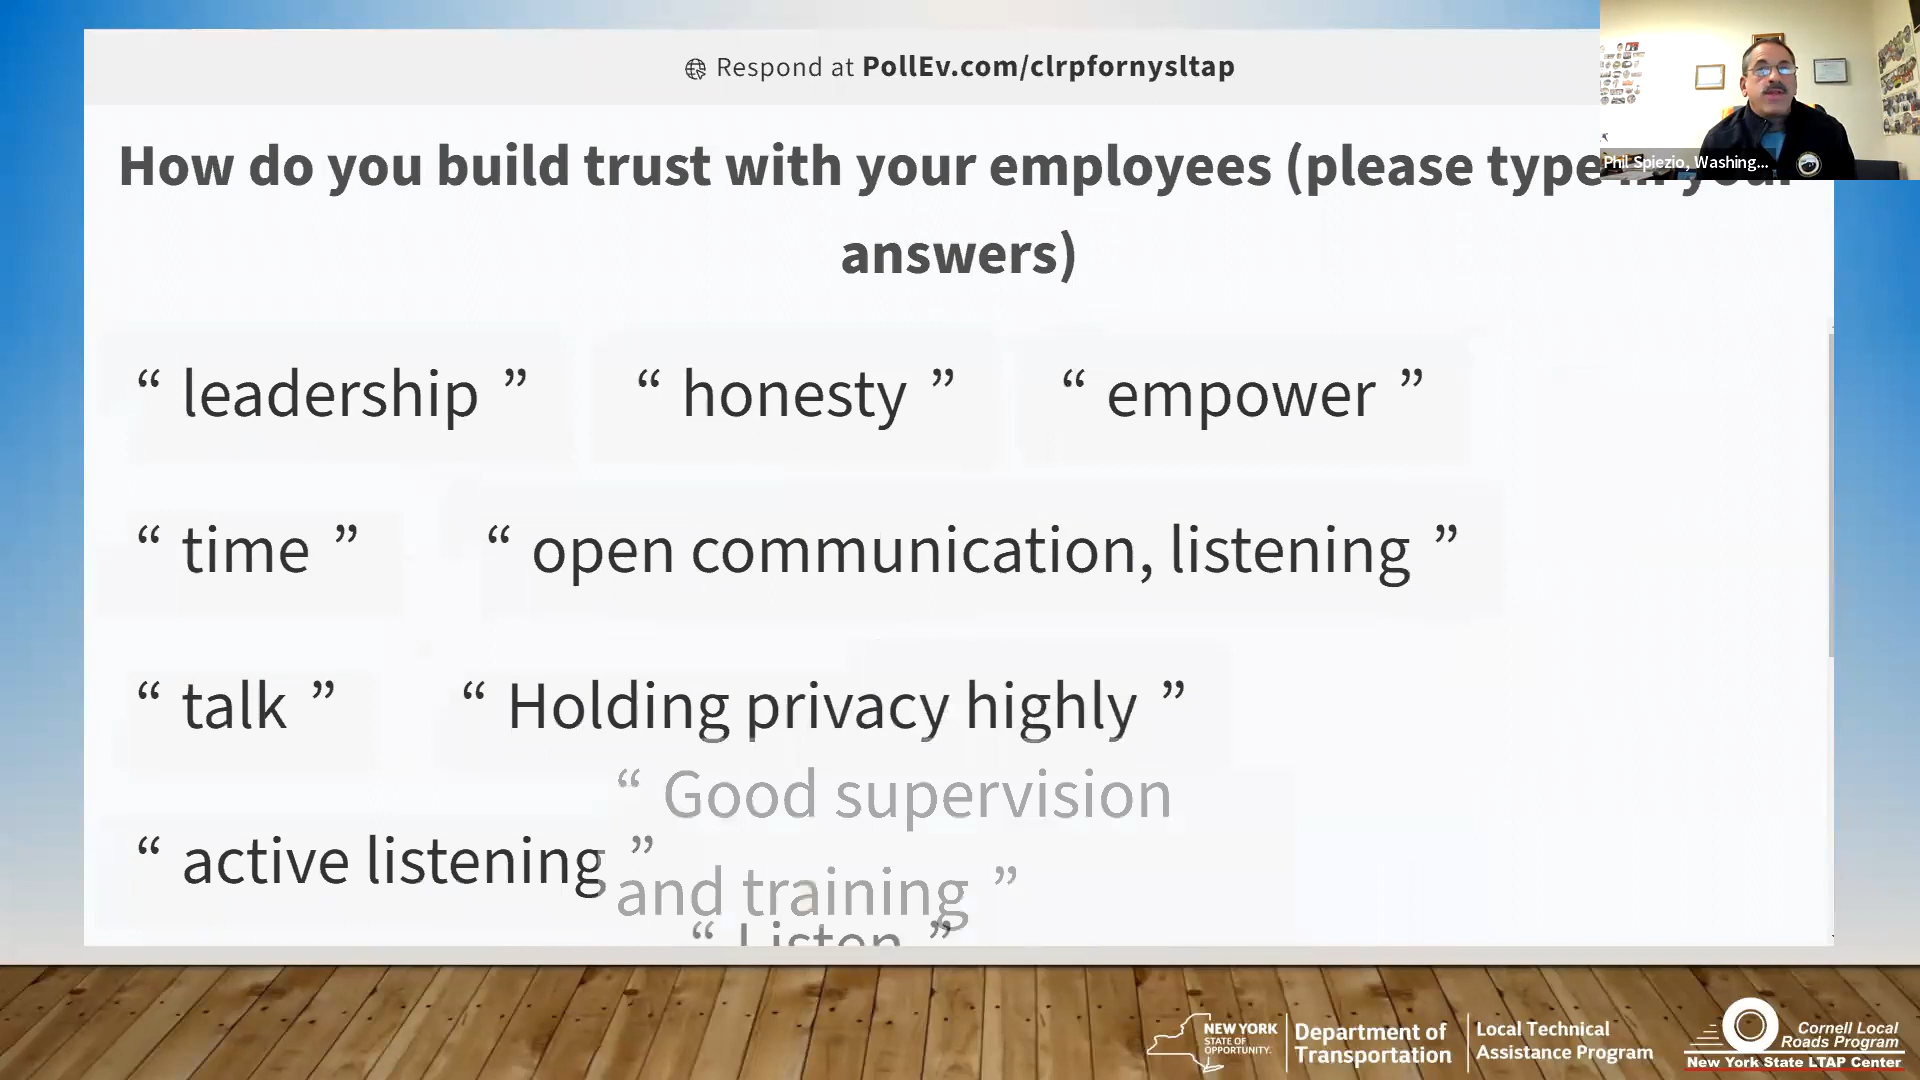 Respond at PollEv.com/clrpfornysltap
How do you build trust with your employees (please type in your
answers)
Phil Spiezio, Washing...
“ leadership ” “ honesty ” “ empower ”
“ time ” “ open communication, listening ”
“ talk ” “ Holding privacy highly ”
“ Good supervision
and training ”
“ active listening ”
“ Listen ”
NEW YORK
STATE OF
OPPORTUNITY.
Department of
Transportation
Local Technical
Assistance Program
Cornell Local
Roads Program
New York State LTAP Center